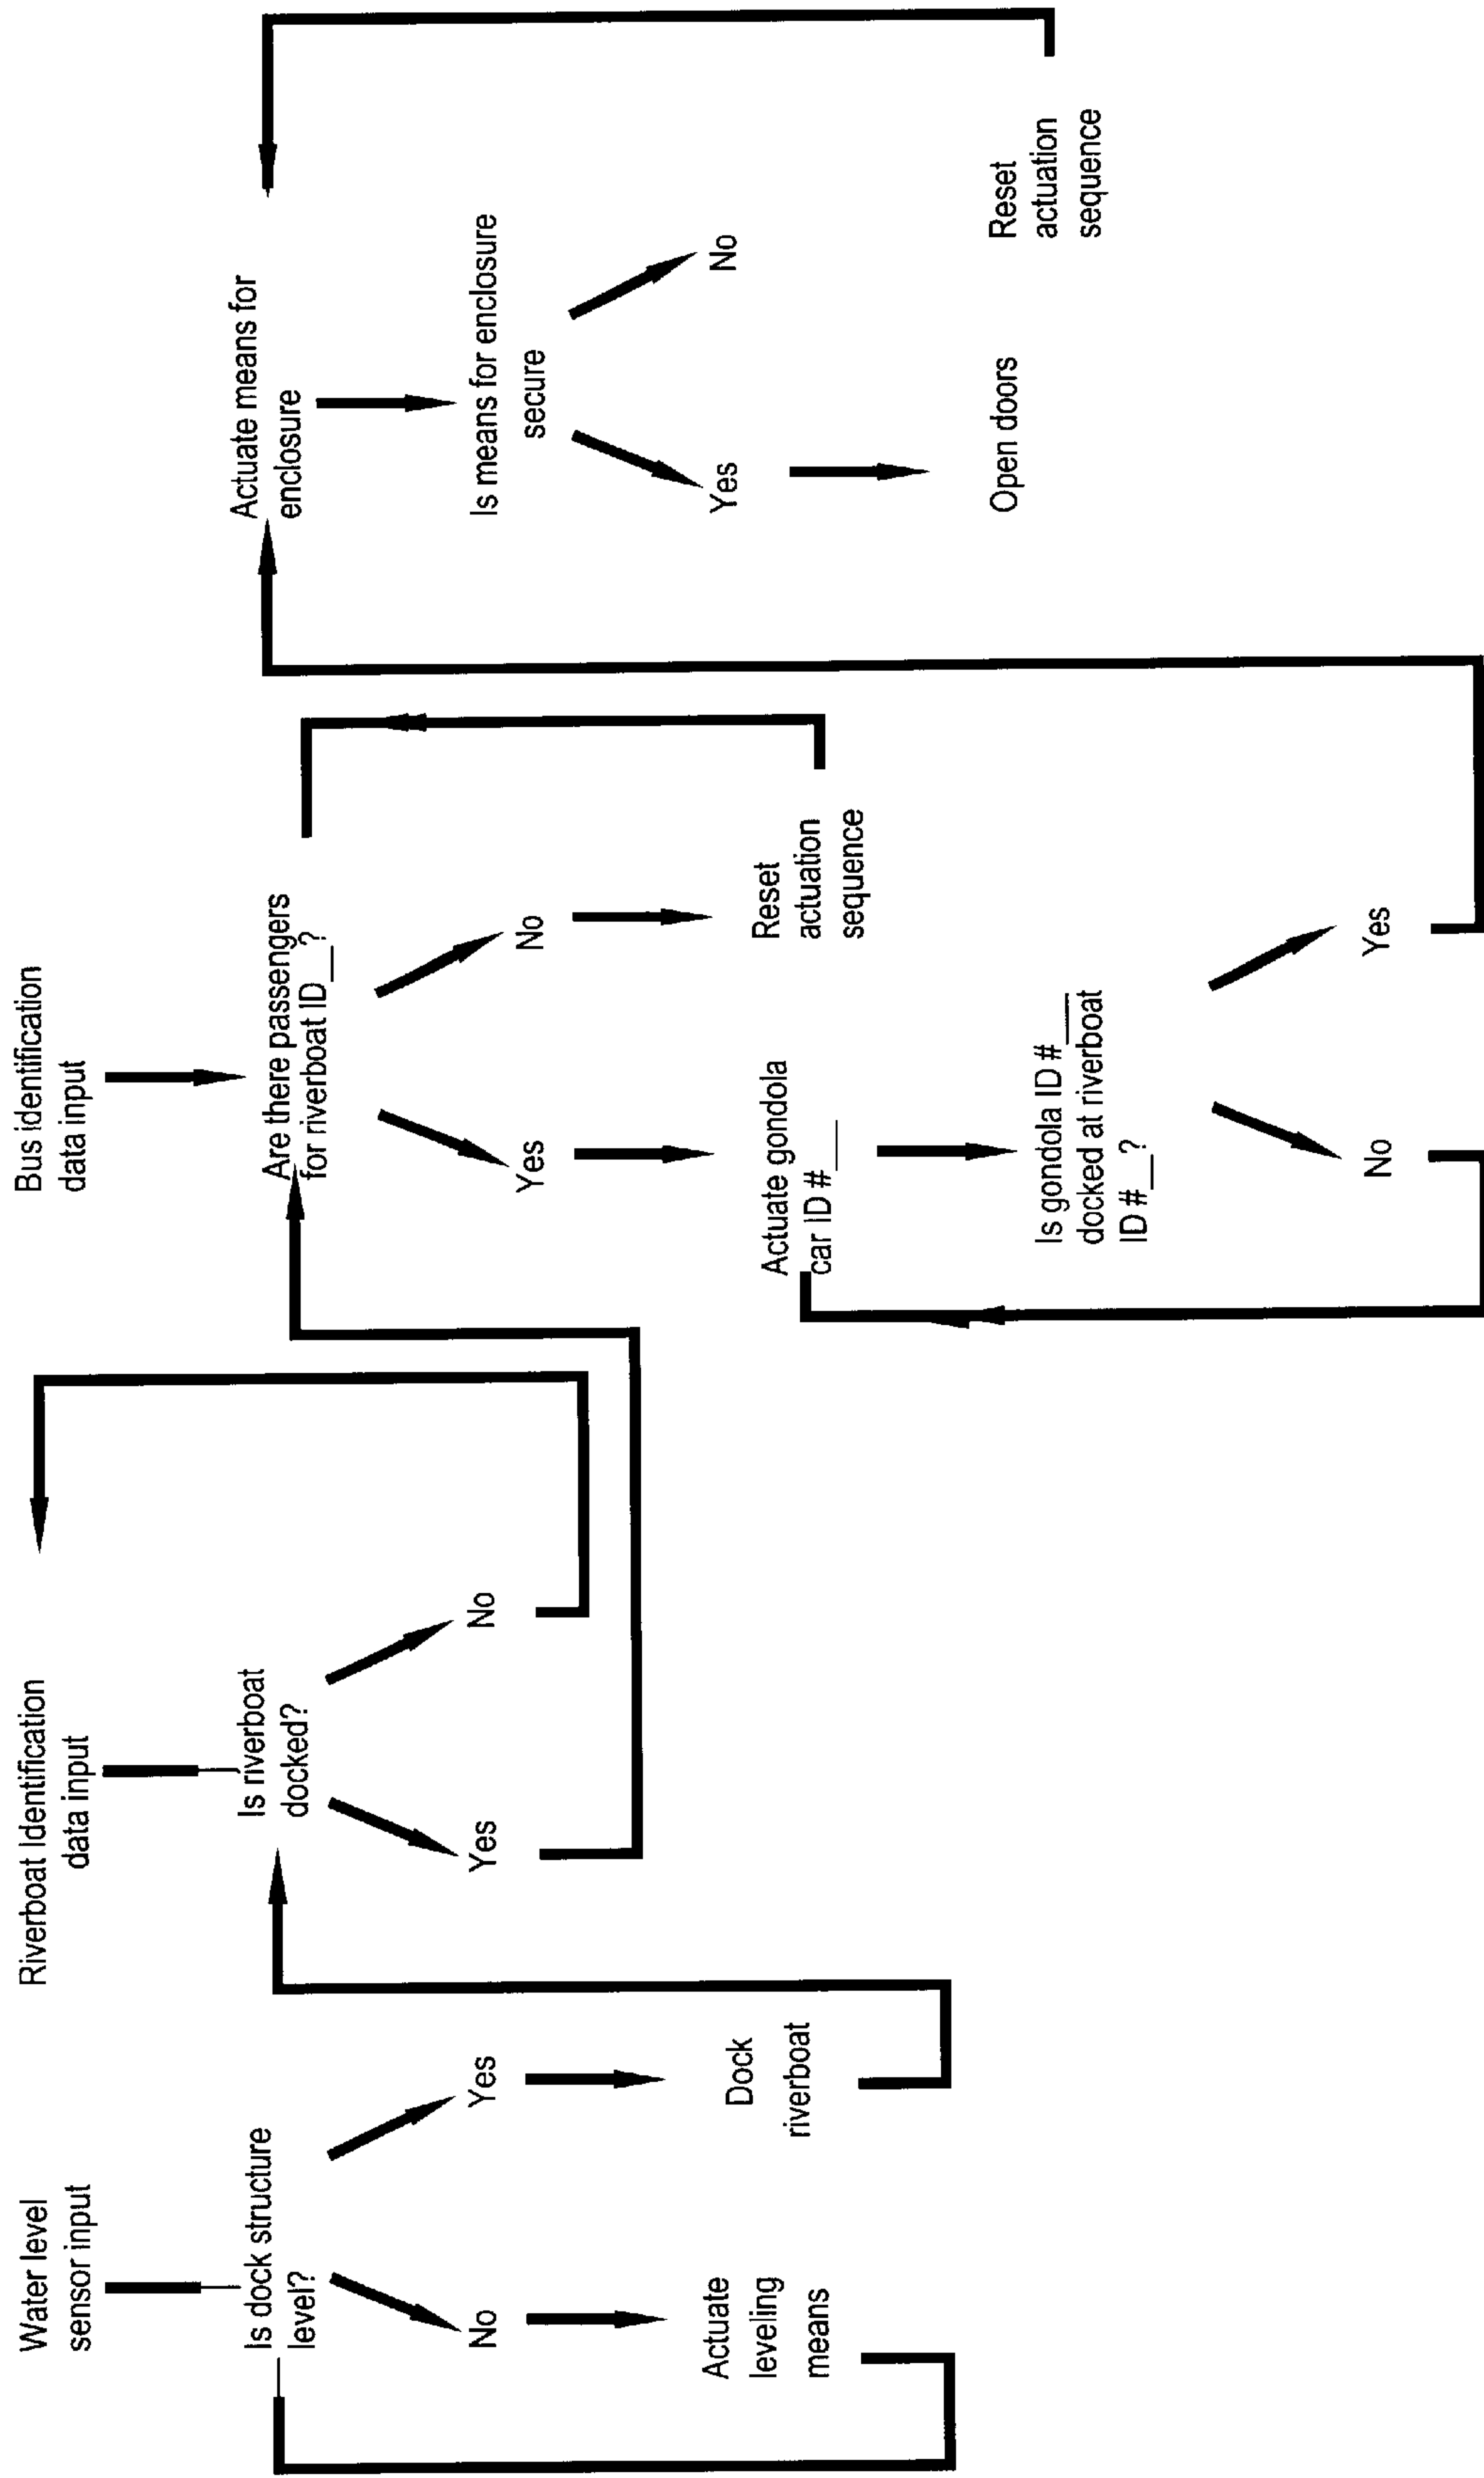 Water level
sensor input
Is dock structure
level?
No
Yes
Actuate
leveling
means
Dock
riverboat
Riverboat Identification
data input
Is riverboat
docked?
Yes
No
Bus identification
data input
Are there passengers
for riverboat ID__?
Yes
No
Actuate gondola
car ID #___
Reset
actuation
sequence
Is gondola ID #___
docked at riverboat
ID #__?
No
Yes
Actuate means for
enclosure
Is means for enclosure
secure
Yes
No
Open doors
Reset
actuation
sequence